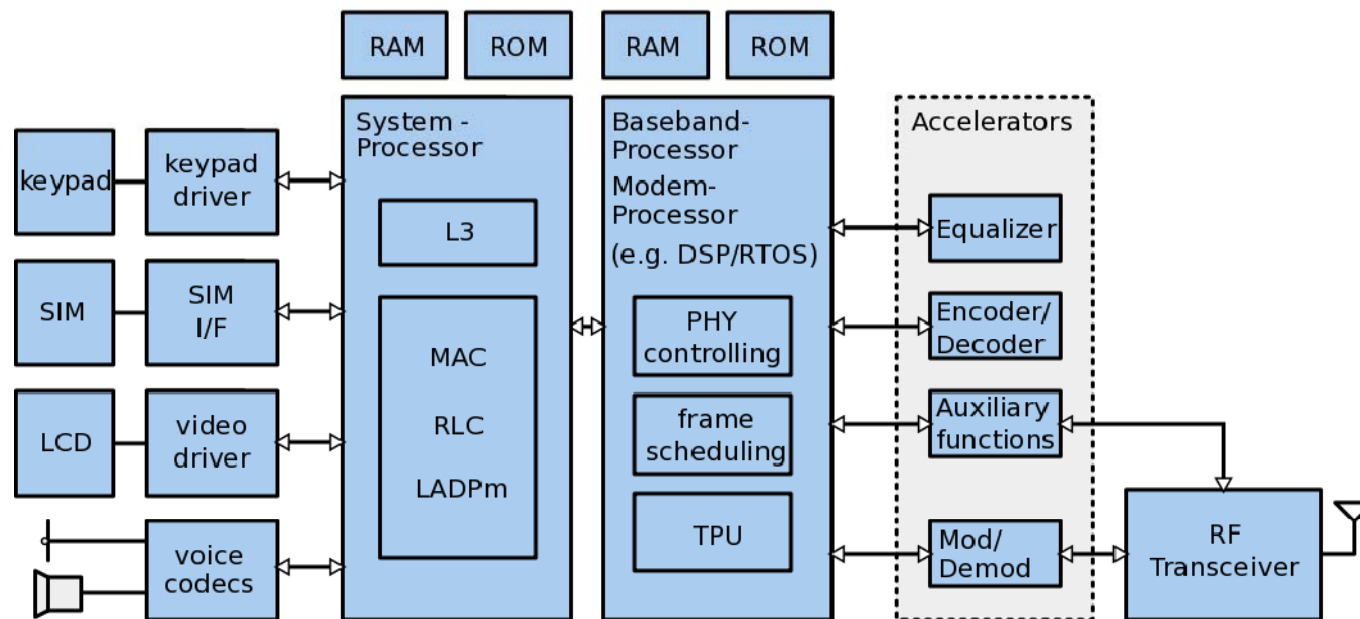 RAM
ROM
RAM
ROM
keypad
keypad
driver
SIM
SIM
I/F
LCD
video
driver
voice
codecs
System -
Processor
L3
MAC
RLC
LADPm
Baseband-
Processor
Modem-
Processor
(e.g. DSP/RTOS)
PHY
controlling
frame
scheduling
TPU
Accelerators
Equalizer
Encoder/
Decoder
Auxiliary
functions
Mod/
Demod
RF
Transceiver